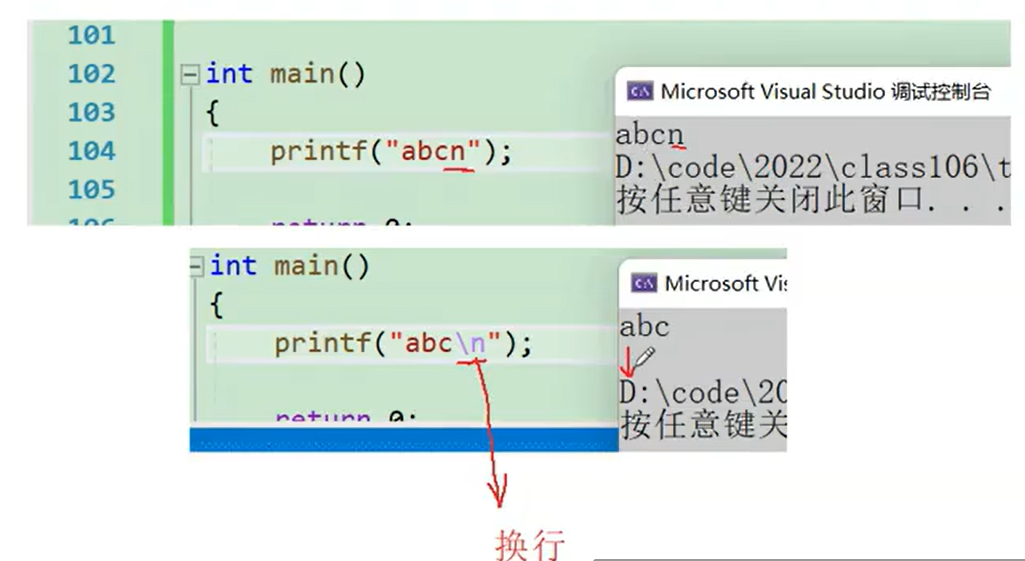 101
102 int main()
103 {
104 printf("abcn");
105
106 return 0;
Microsoft Visual Studio 调试控制台
abcn
D:\code\2022\class106\t
按任意键关闭此窗口. . .
int main()
{
printf("abc\n");
return 0;
Microsoft Vi
abc
D:\code\20
按任意键关
换行